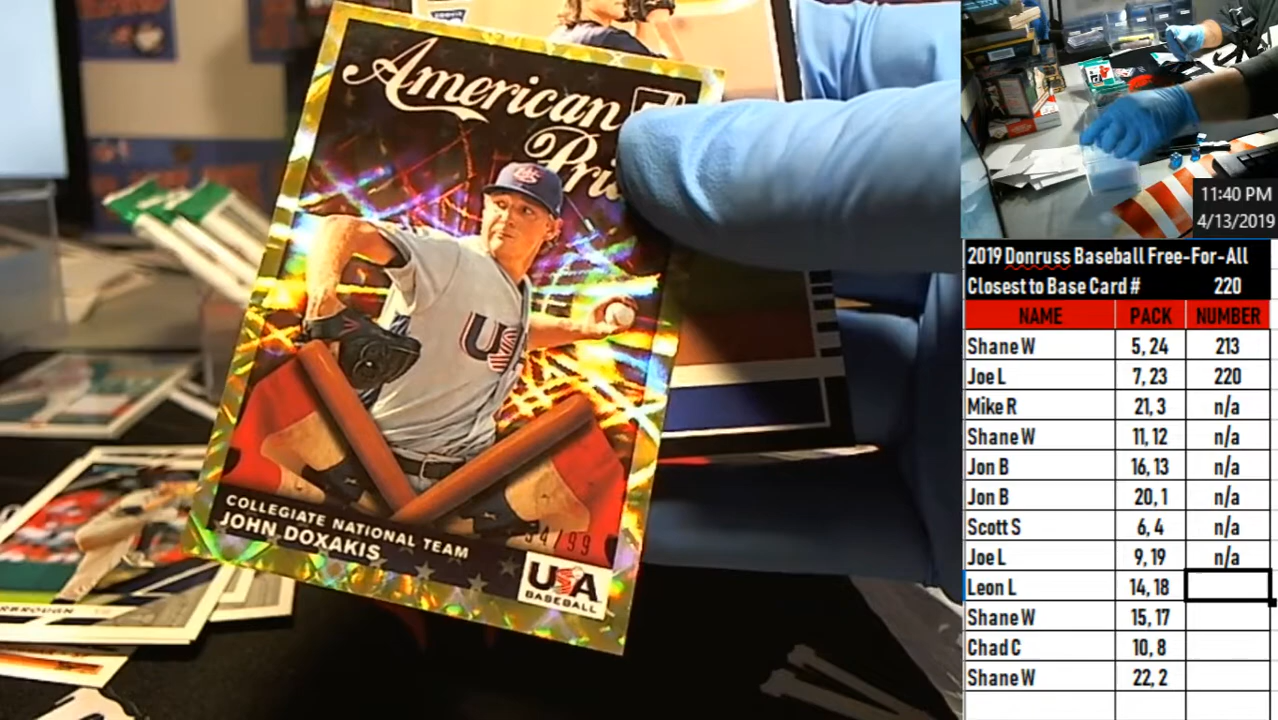 American
Pri
US
COLLEGIATE NATIONAL TEAM
JOHN DOXAKIS
/99
USA
BASEBALL
11:40 PM
4/13/2019
2019 Donruss Baseball Free-For-All
Closest to Base Card # 220
NAME PACK NUMBER
Shane W 5, 24 213
Joe L 7, 23 220
Mike R 21, 3 n/a
Shane W 11, 12 n/a
Jon B 16, 13 n/a
Jon B 20, 1 n/a
Scott S 6, 4 n/a
Joe L 9, 19 n/a
Leon L 14, 18
Shane W 15, 17
Chad C 10, 8
Shane W 22, 2